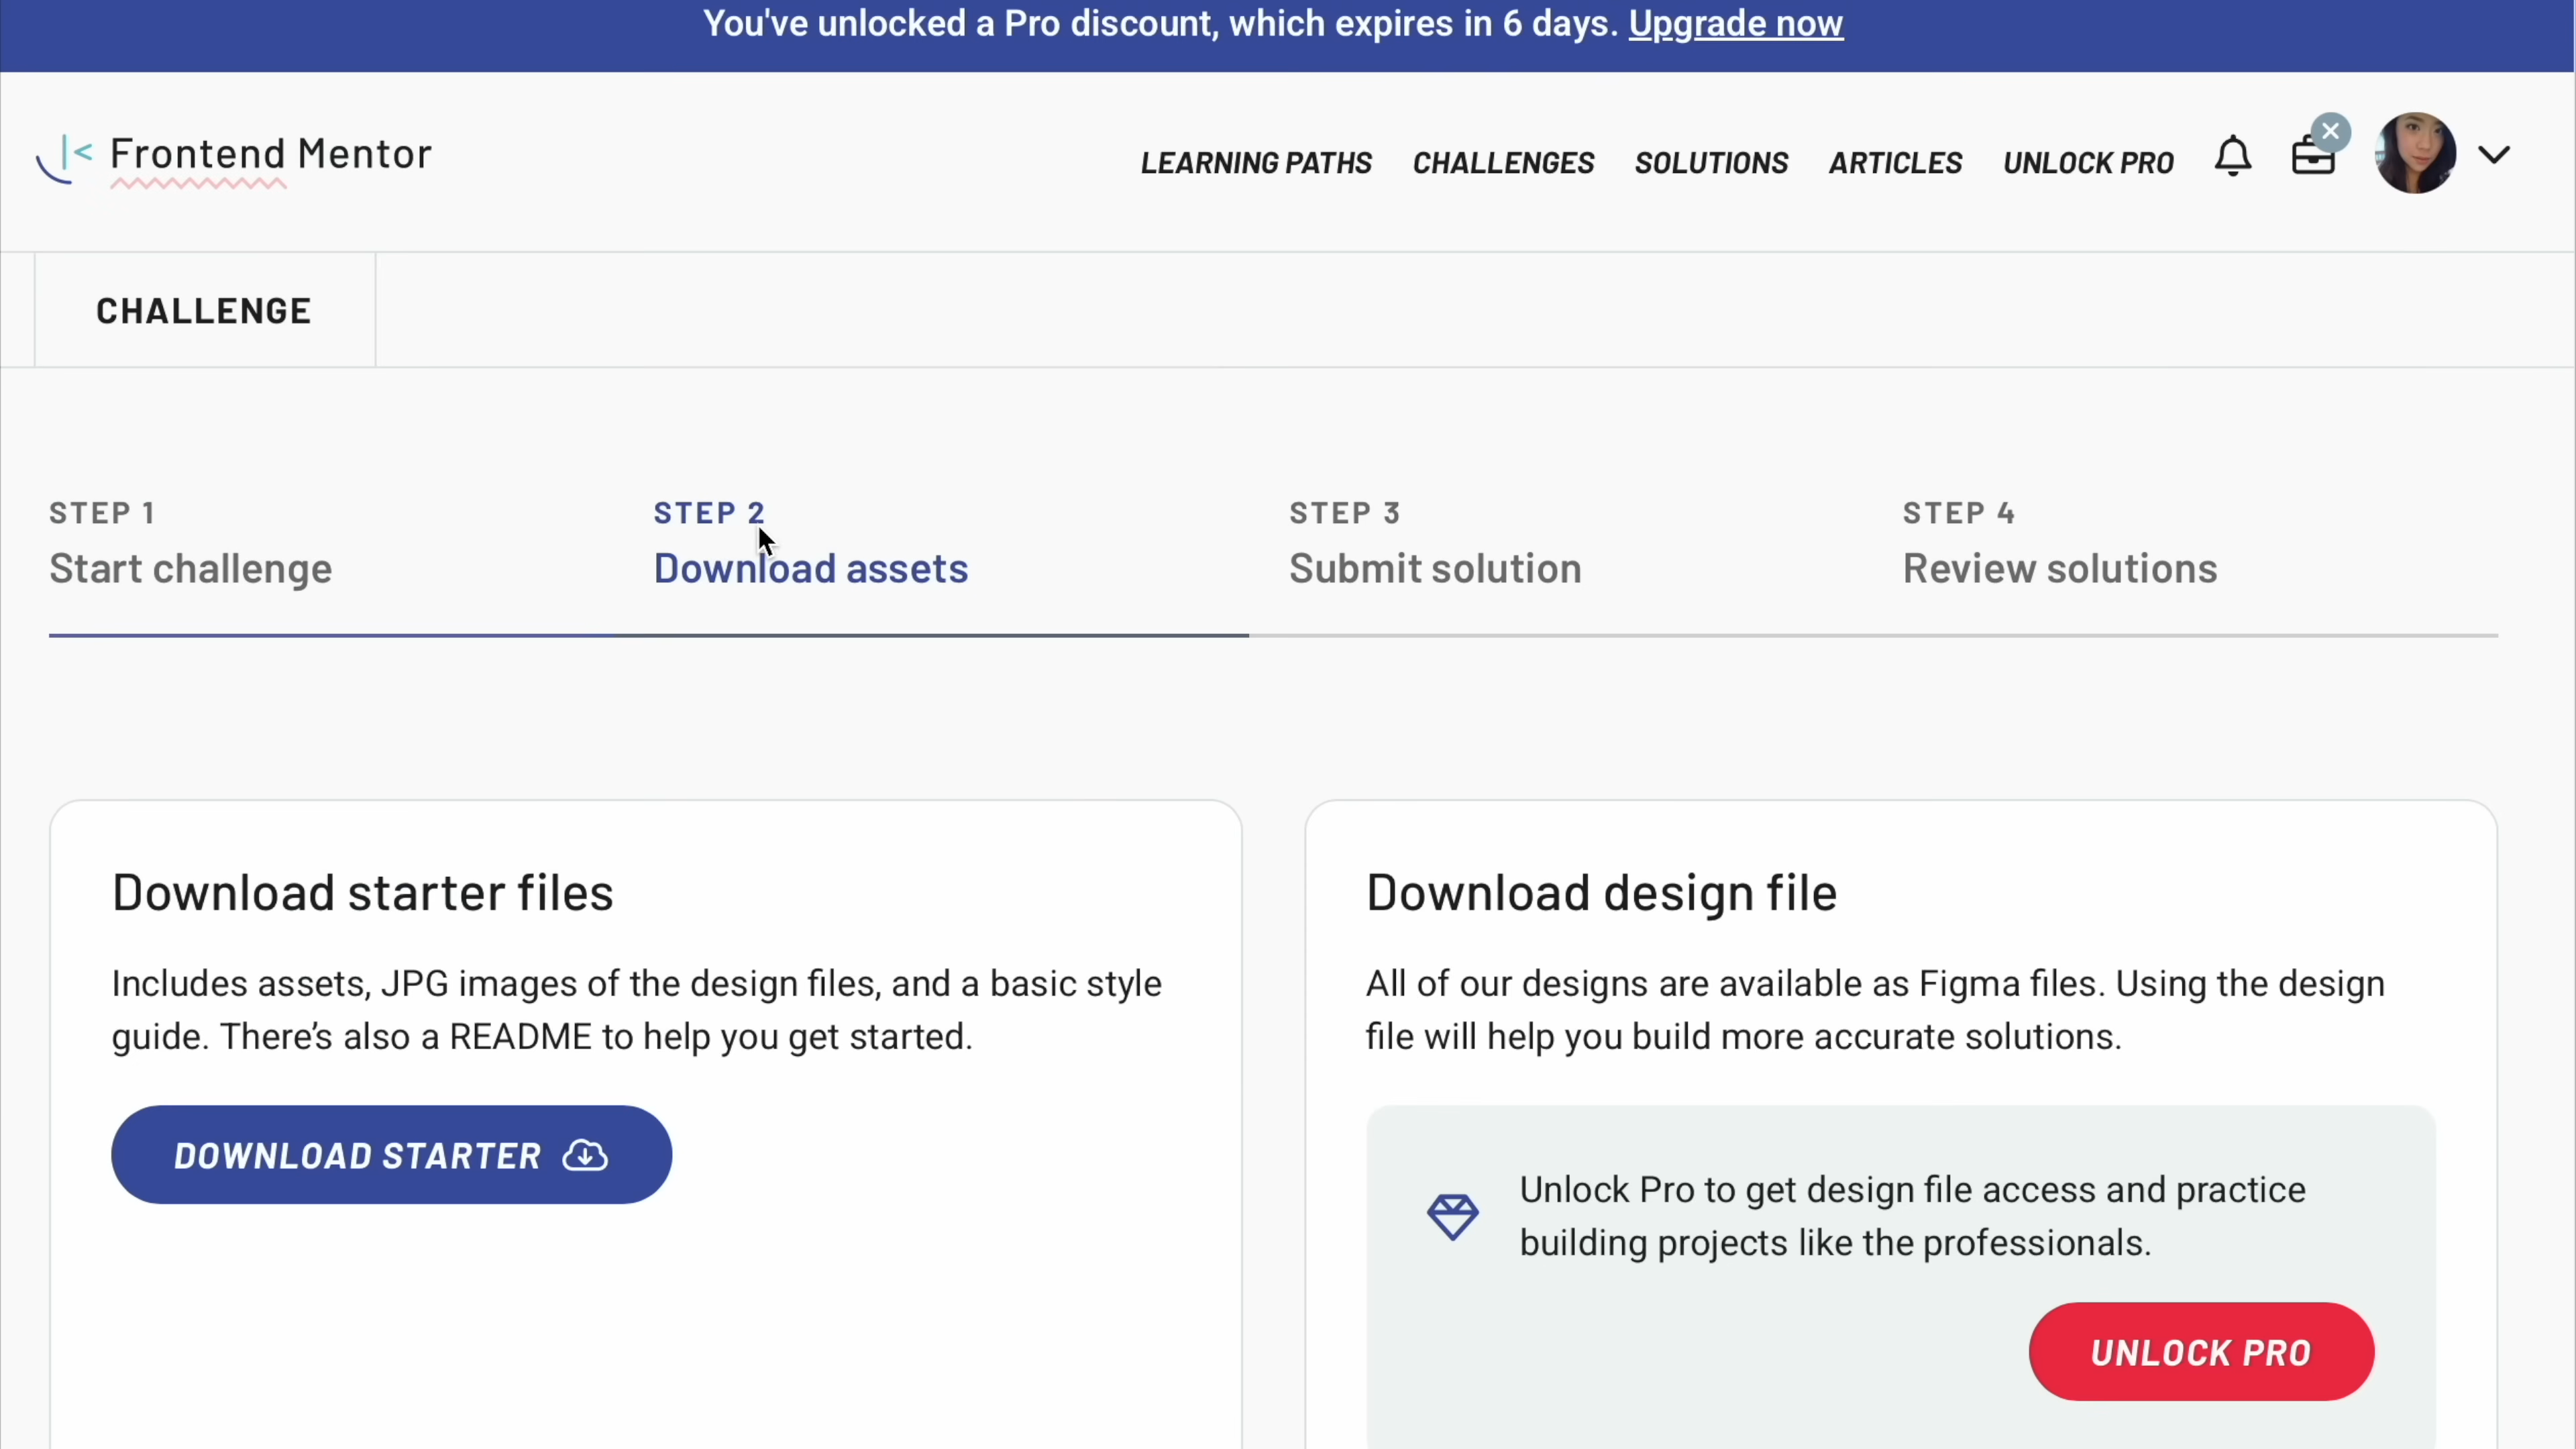 You've unlocked a Pro discount, which expires in 6 days. Upgrade now
Frontend Mentor
LEARNING PATHS CHALLENGES SOLUTIONS ARTICLES UNLOCK PRO
CHALLENGE
STEP 1
Start challenge
STEP 2
Download assets
STEP 3
Submit solution
STEP 4
Review solutions
Download starter files
Includes assets, JPG images of the design files, and a basic style
guide. There’s also a README to help you get started.
DOWNLOAD STARTER
Download design file
All of our designs are available as Figma files. Using the design
file will help you build more accurate solutions.
Unlock Pro to get design file access and practice
building projects like the professionals.
UNLOCK PRO